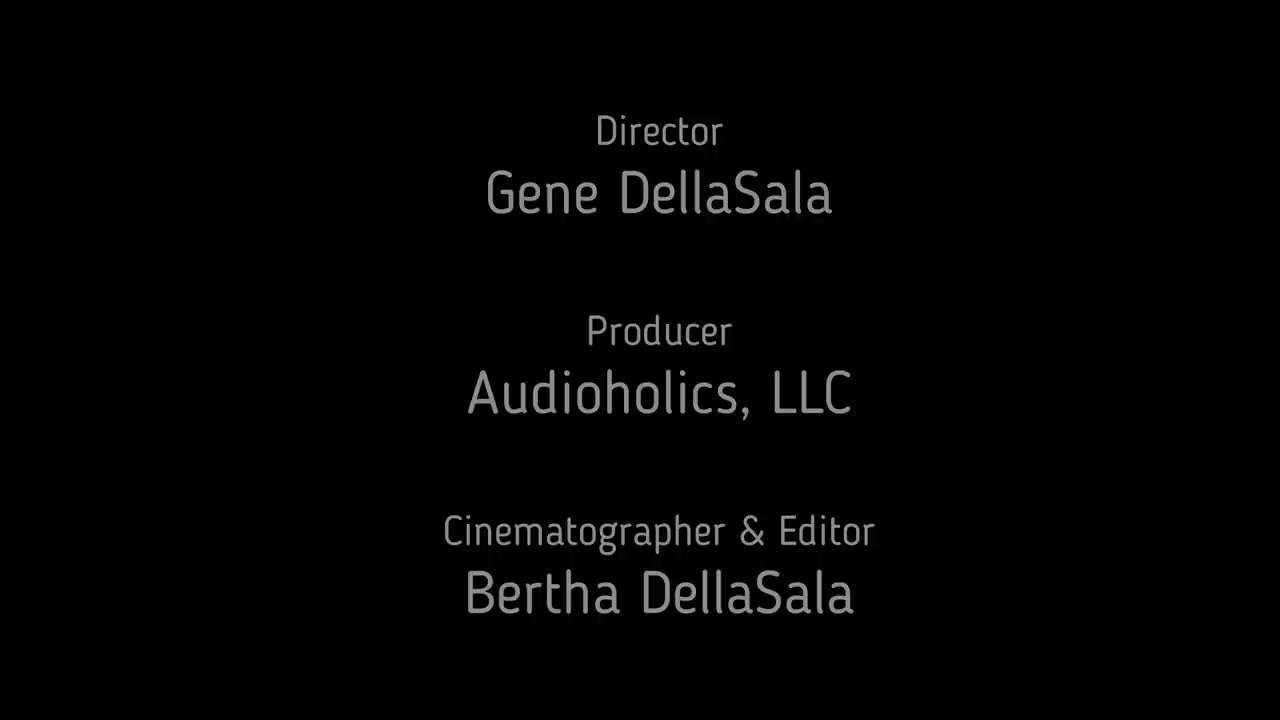 Director
Gene DellaSala
Producer
Audioholics, LLC
Cinematographer & Editor
Bertha DellaSala